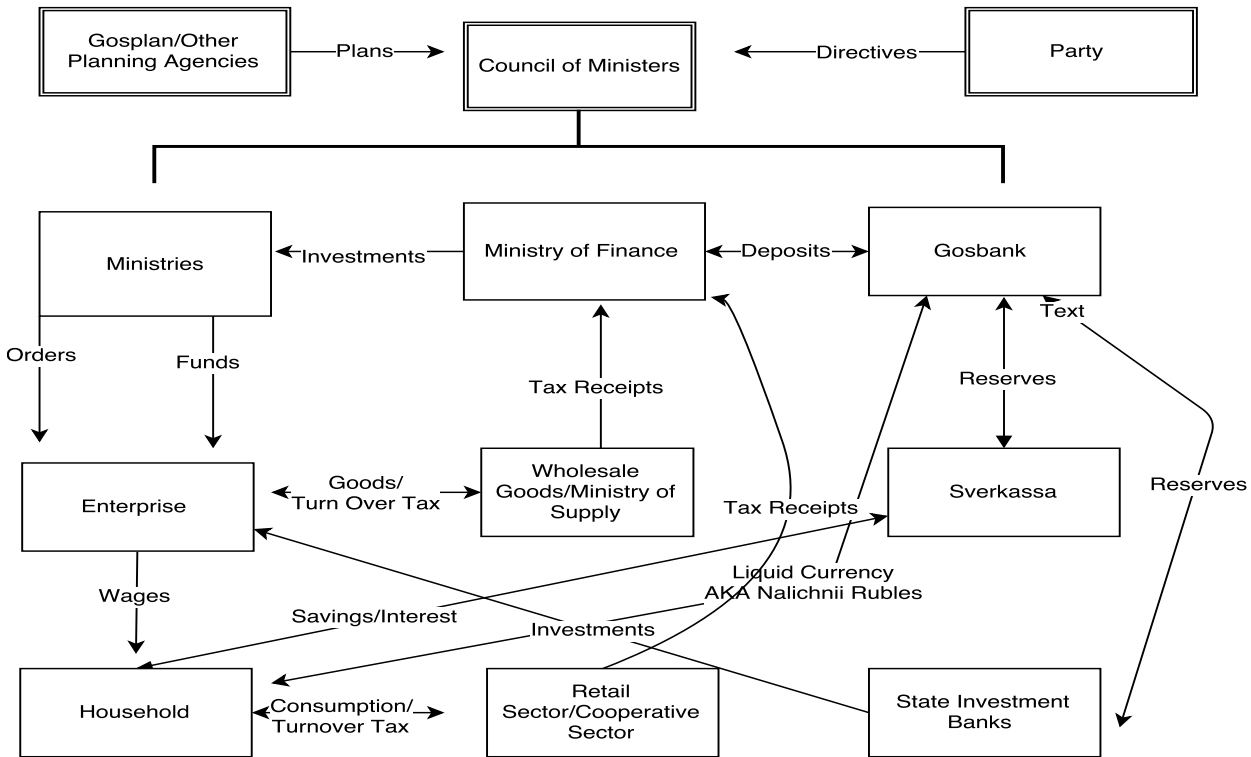 Gosplan/Other
Planning Agencies
Plans
Council of Ministers
Directives
Party
Ministries
Investments
Ministry of Finance
Deposits
Gosbank
Text
Orders
Funds
Tax Receipts
Reserves
Enterprise
Goods/
Turn Over Tax
Wholesale
Goods/Ministry of
Supply
Tax Receipts
Sverkassa
Reserves
Wages
Savings/Interest
Liquid Currency
AKA Nalichnii Rubles
Investments
Household
Consumption/
Turnover Tax
Retail
Sector/Cooperative
Sector
State Investment
Banks